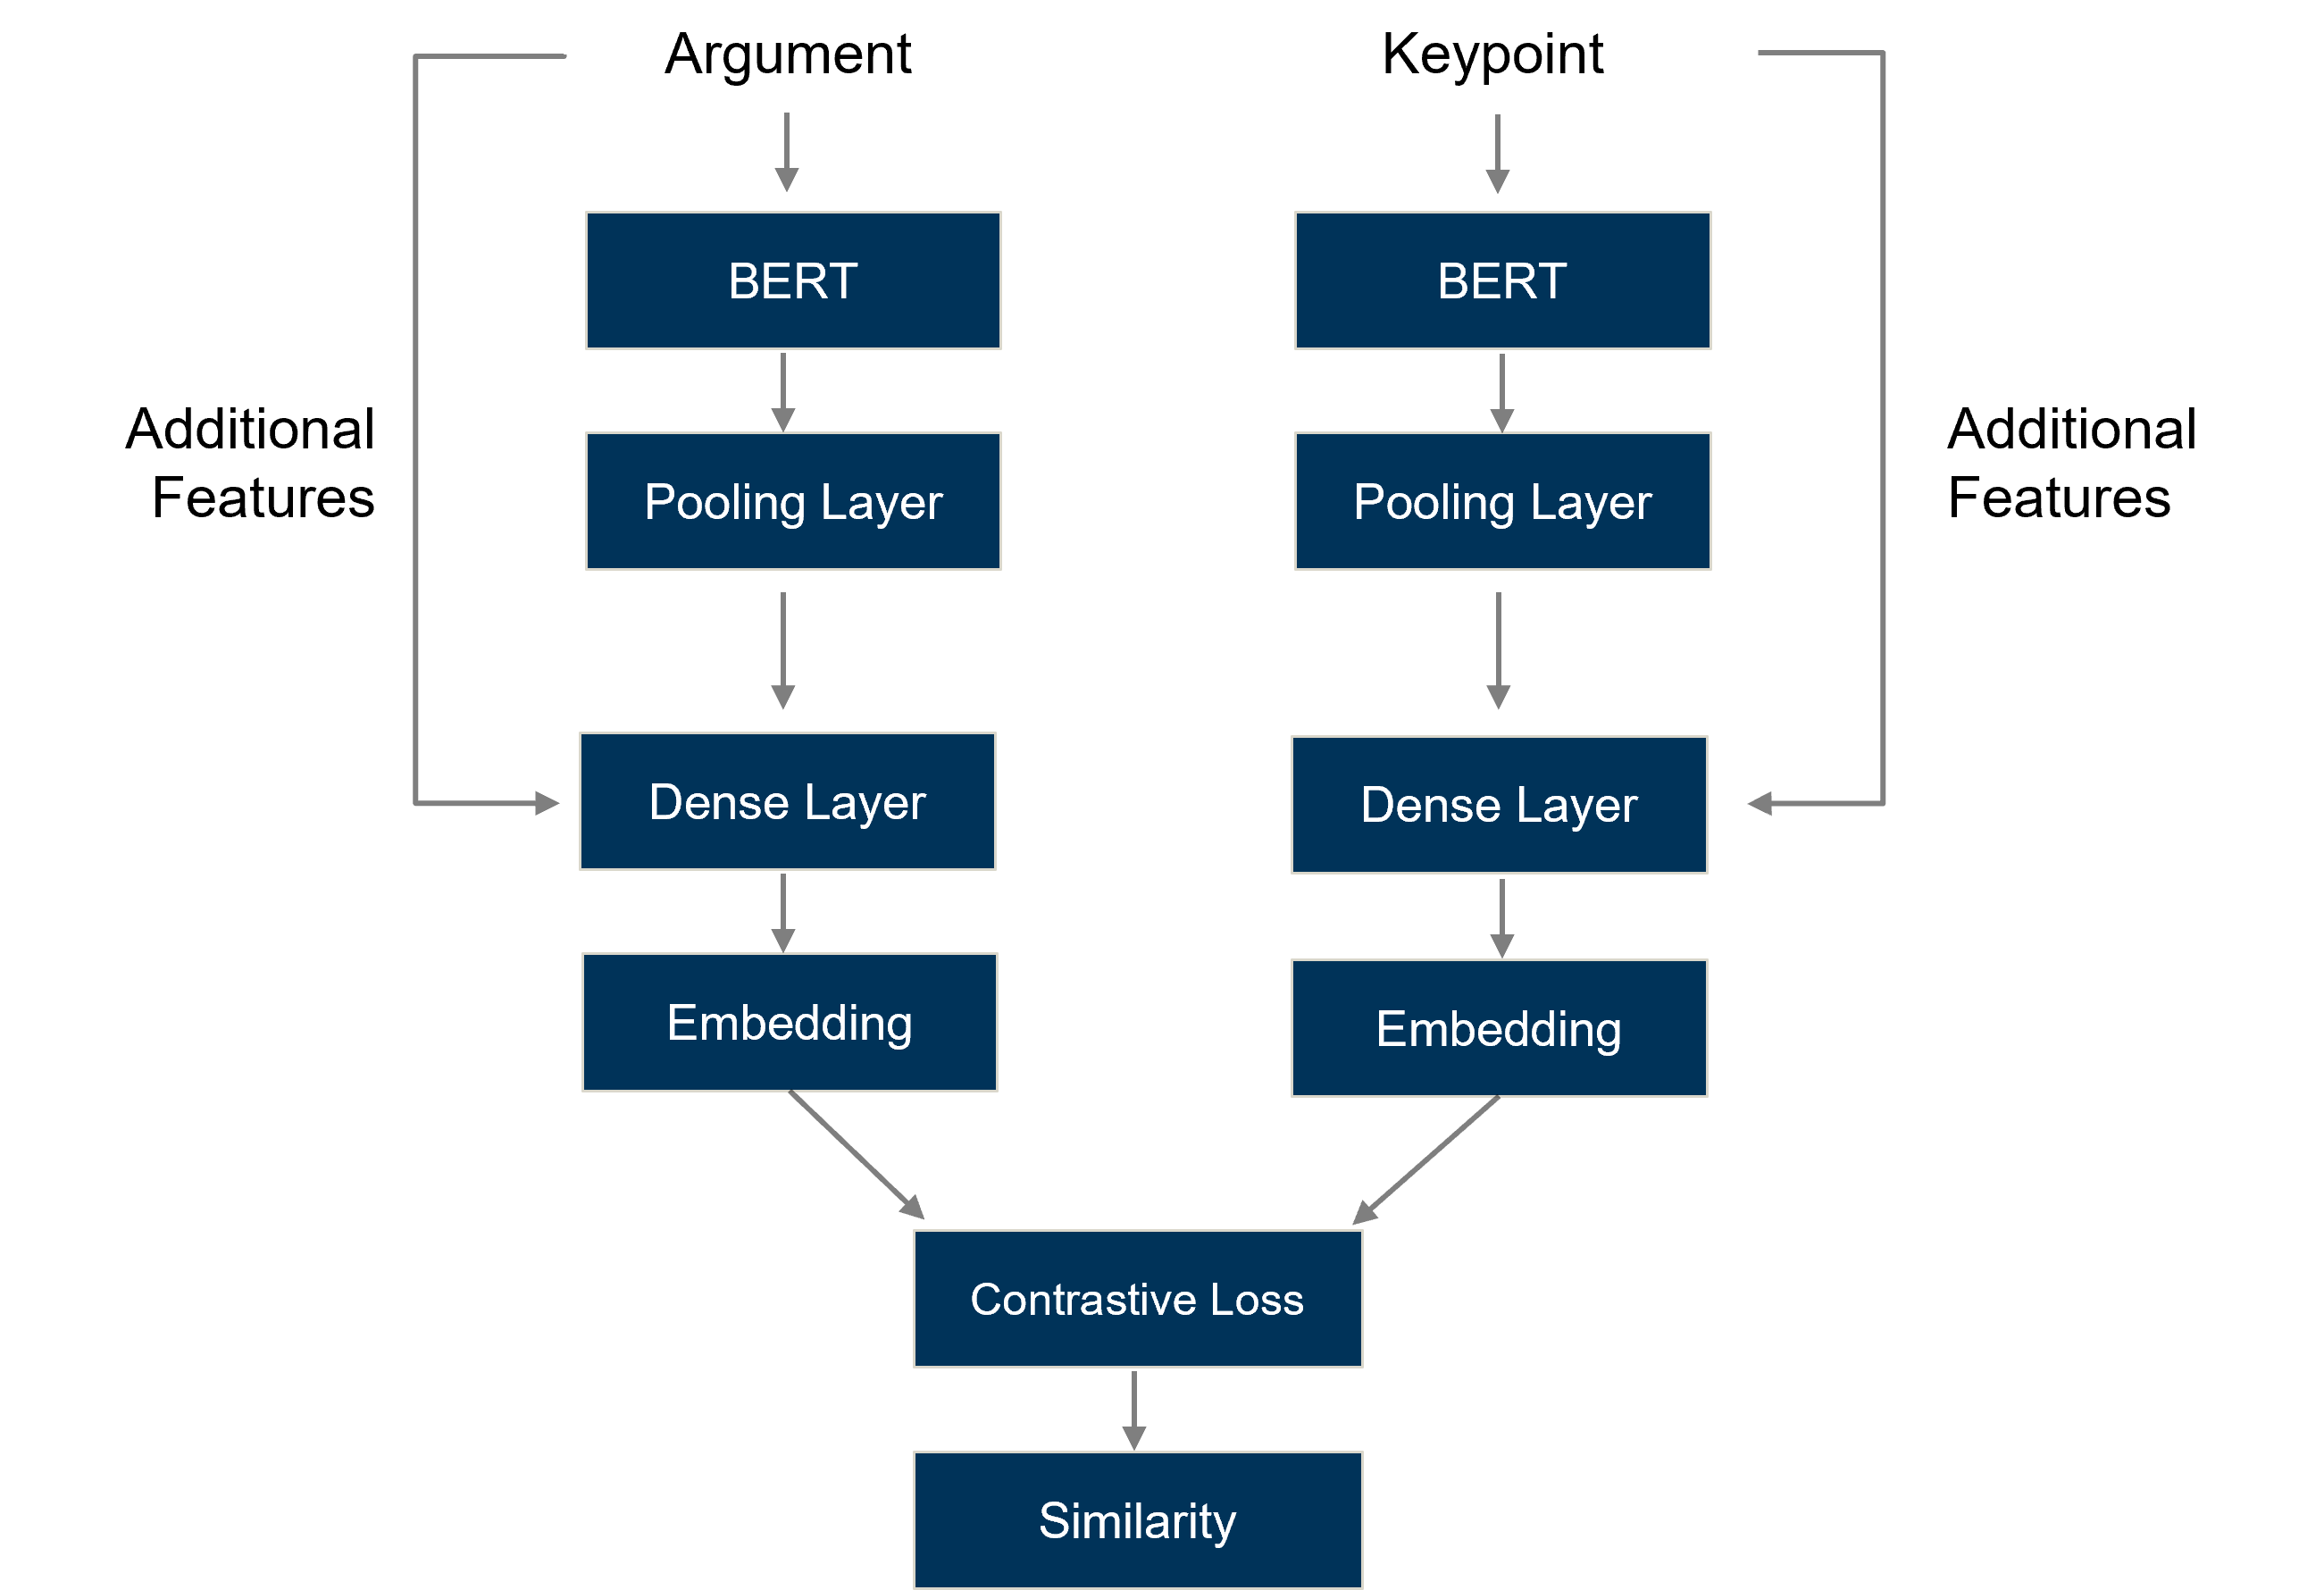 Argument
Keypoint
BERT
BERT
Additional
Features
Pooling Layer
Pooling Layer
Additional
Features
Dense Layer
Dense Layer
Embedding
Embedding
Contrastive Loss
Similarity